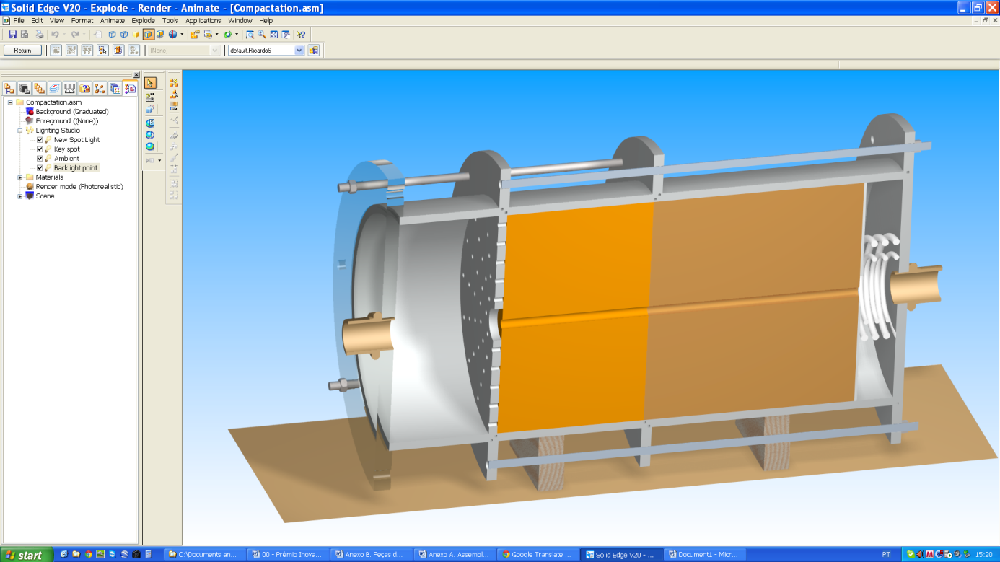 Solid Edge V20 - Explode - Render - Animate - [Compactation.asm]
File Edit View Format Animate Explode Tools Applications Window Help
Return (None) default,RicardoS
Compactation.asm
Background (Graduated)
Foreground ((None))
Lighting Studio
New Spot Light
Key spot
Ambient
Backlight point
Materials
Render mode (Photorealistic)
Scene
start C:\Documents an... 00 - Prémio Inova... Anexo B. Peças d... Anexo A. Assembl... Google Translate ... Solid Edge V20 - ... Document1 - Micr... PT 15:20